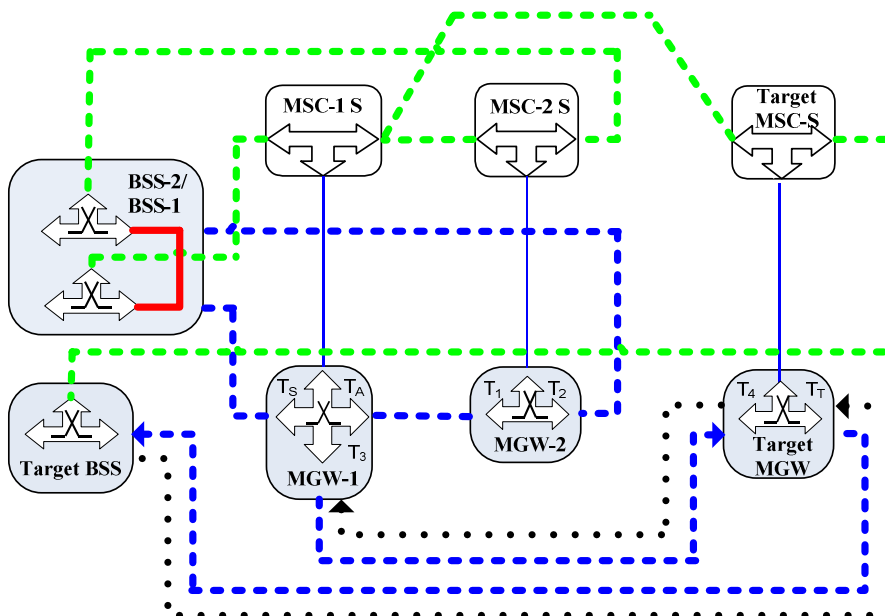 MSC-1 S
MSC-2 S
Target
MSC-S
BSS-2/
BSS-1
TS
TA
T3
MGW-1
T1
T2
MGW-2
T4
TT
Target
MGW
Target BSS